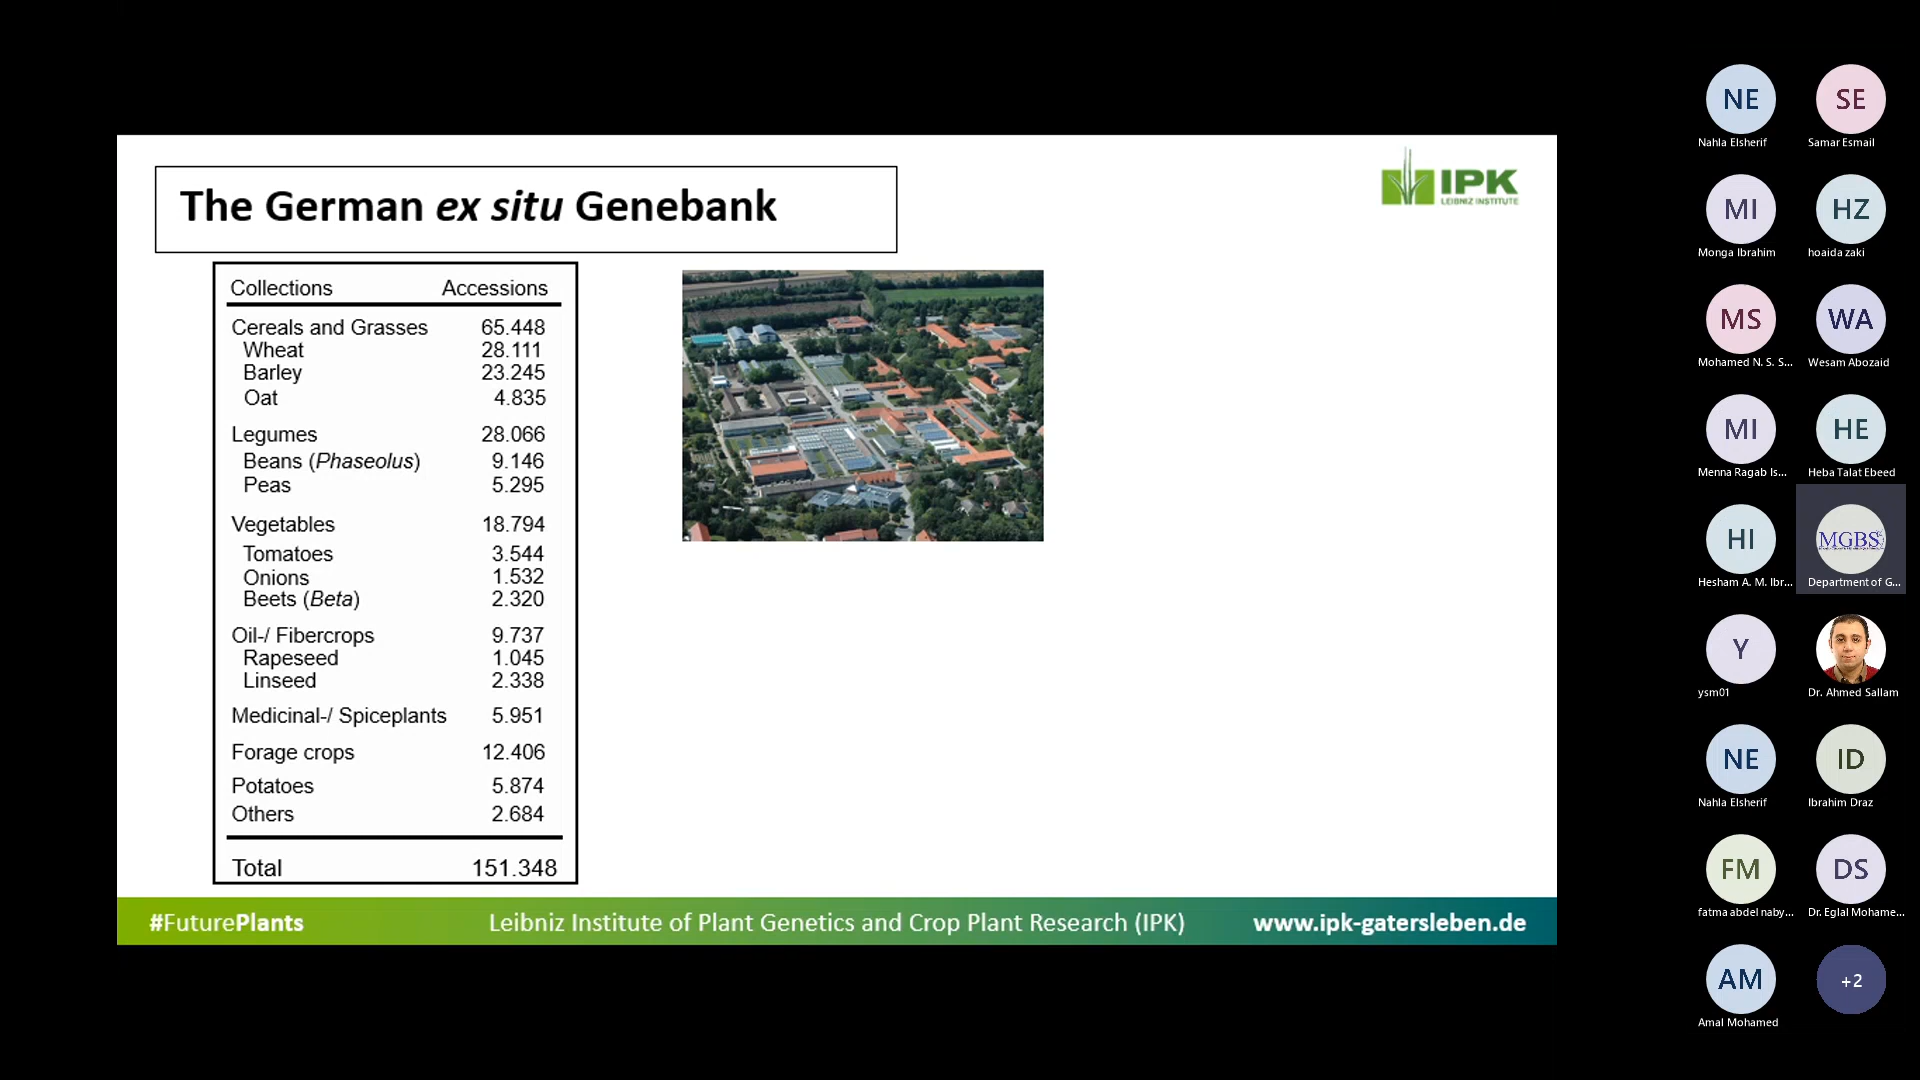 The German ex situ Genebank
IPK
LEIBNIZ INSTITUTE
Collections Accessions
Cereals and Grasses 65.448
Wheat 28.111
Barley 23.245
Oat 4.835
Legumes 28.066
Beans (Phaseolus) 9.146
Peas 5.295
Vegetables 18.794
Tomatoes 3.544
Onions 1.532
Beets (Beta) 2.320
Oil-/ Fibercrops 9.737
Rapeseed 1.045
Linseed 2.338
Medicinal-/ Spiceplants 5.951
Forage crops 12.406
Potatoes 5.874
Others 2.684
Total 151.348
#FuturePlants Leibniz Institute of Plant Genetics and Crop Plant Research (IPK) www.ipk-gatersleben.de
NE SE
Nahla Elsherif Samar Esmail
MI HZ
Monga Ibrahim hoaida zaki
MS WA
Mohamed N. S. S... Wesam Abozaid
MI HE
Menna Ragab Is... Heba Talat Ebeed
HI MGBS
Hesham A. M. Ibr... Department of G...
Y
ysm01 Dr. Ahmed Sallam
NE ID
Nahla Elsherif Ibrahim Draz
FM DS
fatma abdel naby... Dr. Eglal Mohame...
AM +2
Amal Mohamed